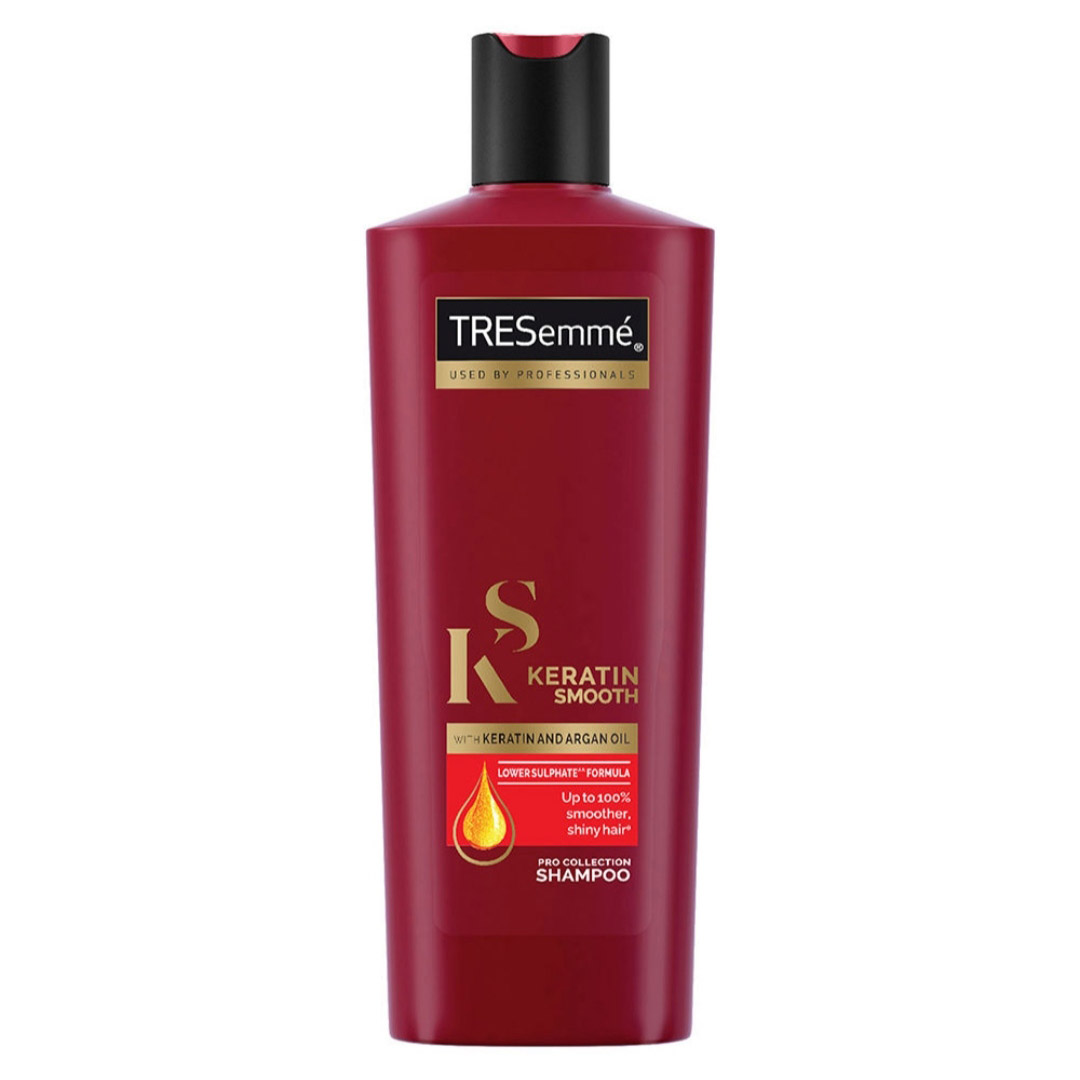 TRESemmé®
USED BY PROFESSIONALS
KS
KERATIN
SMOOTH
WITH KERATIN AND ARGAN OIL
LOWER SULPHATE^^ FORMULA
Up to 100%
smoother,
shiny hair*
PRO COLLECTION
SHAMPOO